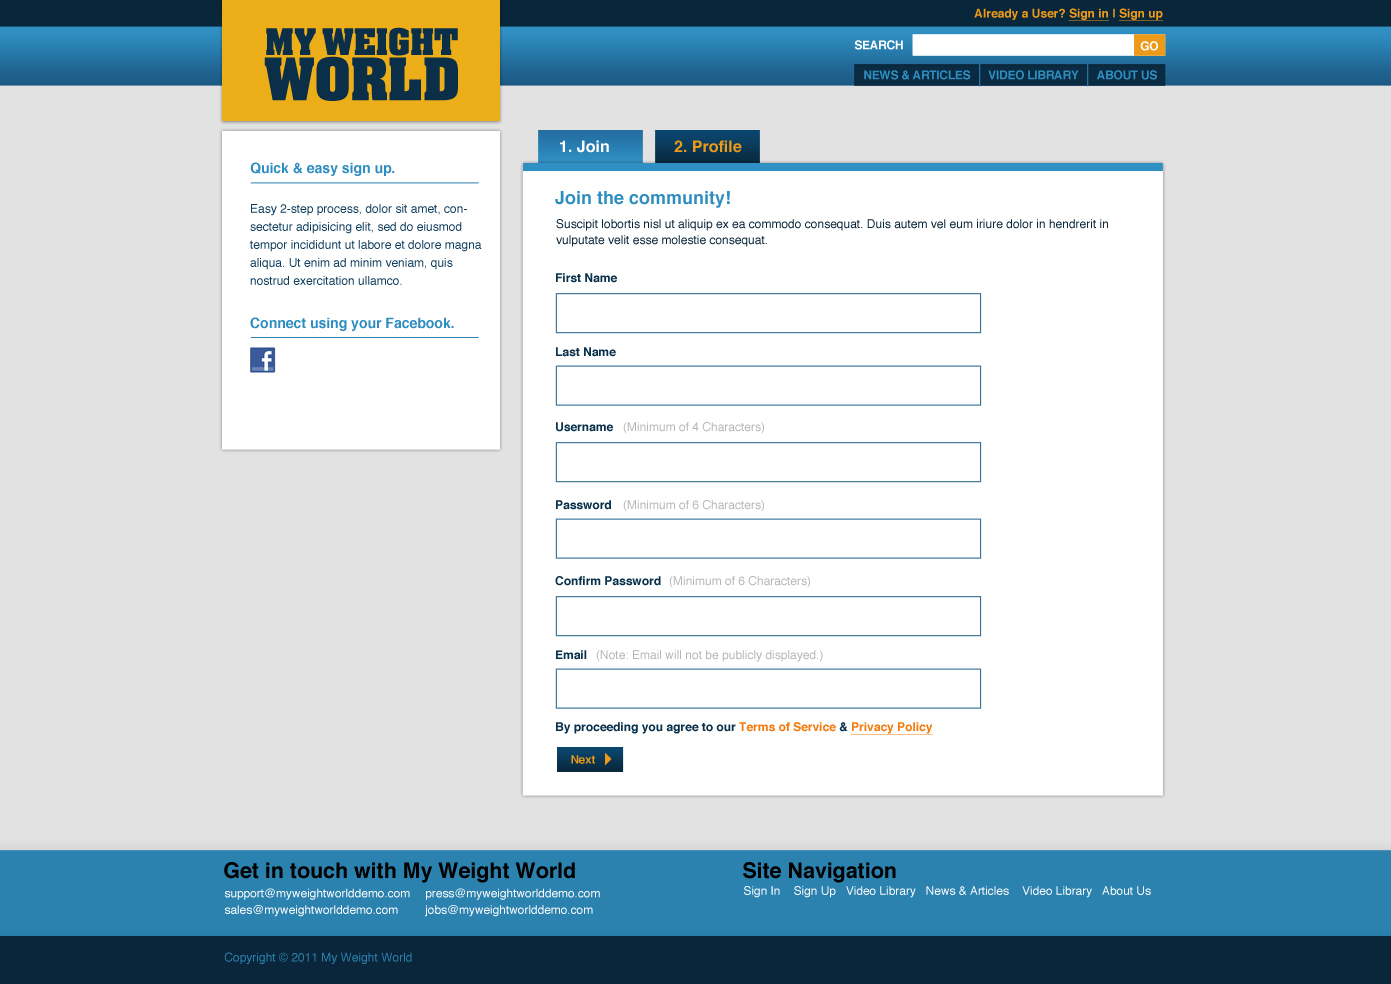 Already a User? Sign in | Sign up
MY WEIGHT
WORLD
SEARCH GO
NEWS & ARTICLES VIDEO LIBRARY ABOUT US
Quick & easy sign up.
Easy 2-step process, dolor sit amet, con-
sectetur adipisicing elit, sed do eiusmod
tempor incididunt ut labore et dolore magna
aliqua. Ut enim ad minim veniam, quis
nostrud exercitation ullamco.
Connect using your Facebook.
f
1. Join 2. Profile
Join the community!
Suscipit lobortis nisl ut aliquip ex ea commodo consequat. Duis autem vel eum iriure dolor in hendrerit in
vulputate velit esse molestie consequat.
First Name
Last Name
Username (Minimum of 4 Characters)
Password (Minimum of 6 Characters)
Confirm Password (Minimum of 6 Characters)
Email (Note: Email will not be publicly displayed.)
By proceeding you agree to our Terms of Service & Privacy Policy
Next
Get in touch with My Weight World
support@myweightworlddemo.com press@myweightworlddemo.com
sales@myweightworlddemo.com jobs@myweightworlddemo.com
Site Navigation
Sign In Sign Up Video Library News & Articles Video Library About Us
Copyright © 2011 My Weight World